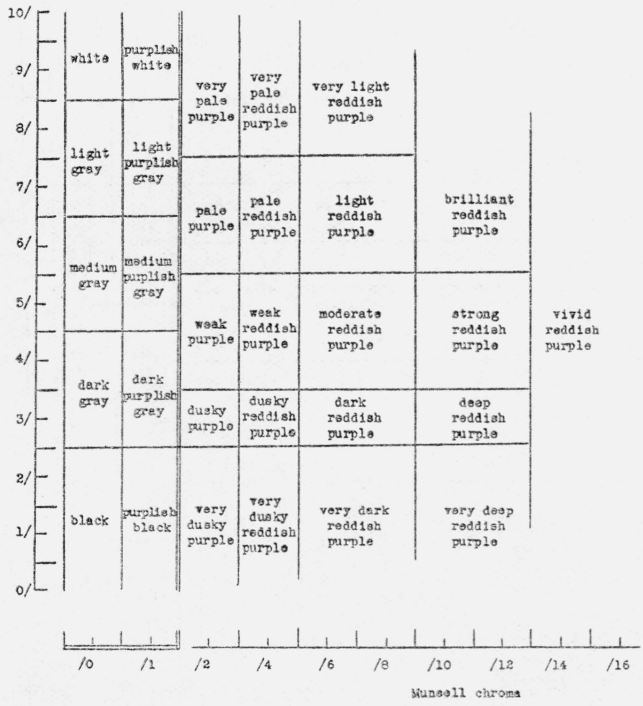 10/
9/
8/
7/
6/
5/
4/
3/
2/
1/
0/
white
purplish
white
very
pale
purple
very
pale
reddish
purple
very light
reddish
purple
light
gray
light
purplish
gray
pale
purple
pale
reddish
purple
light
reddish
purple
brilliant
reddish
purple
medium
gray
medium
purplish
gray
weak
purple
weak
reddish
purple
moderate
reddish
purple
strong
reddish
purple
vivid
reddish
purple
dark
gray
dark
purplish
gray
dusky
purple
dusky
reddish
purple
dark
reddish
purple
deep
reddish
purple
black
purplish
black
very
dusky
purple
very
dusky
reddish
purple
very dark
reddish
purple
very deep
reddish
purple
/0 /1 /2 /4 /6 /8 /10 /12 /14 /16
Munsell chroma